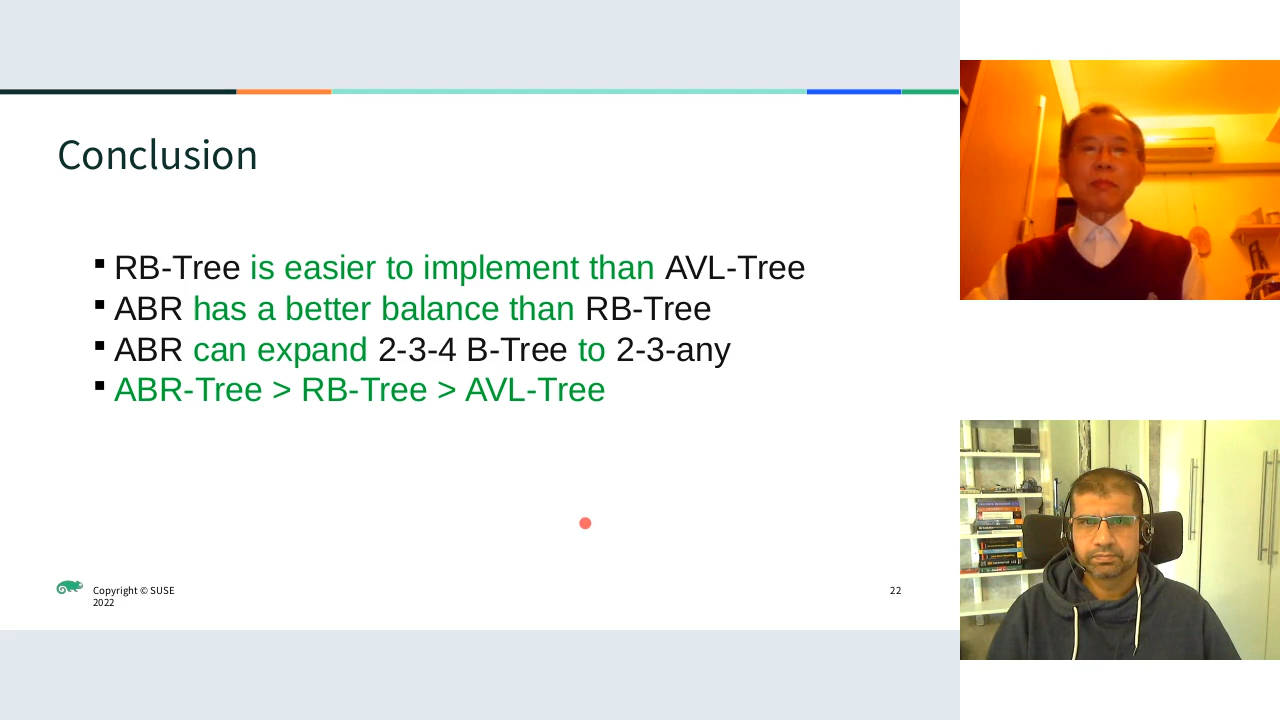 Conclusion
RB-Tree is easier to implement than AVL-Tree
ABR has a better balance than RB-Tree
ABR can expand 2-3-4 B-Tree to 2-3-any
ABR-Tree > RB-Tree > AVL-Tree
Copyright © SUSE
2022
22